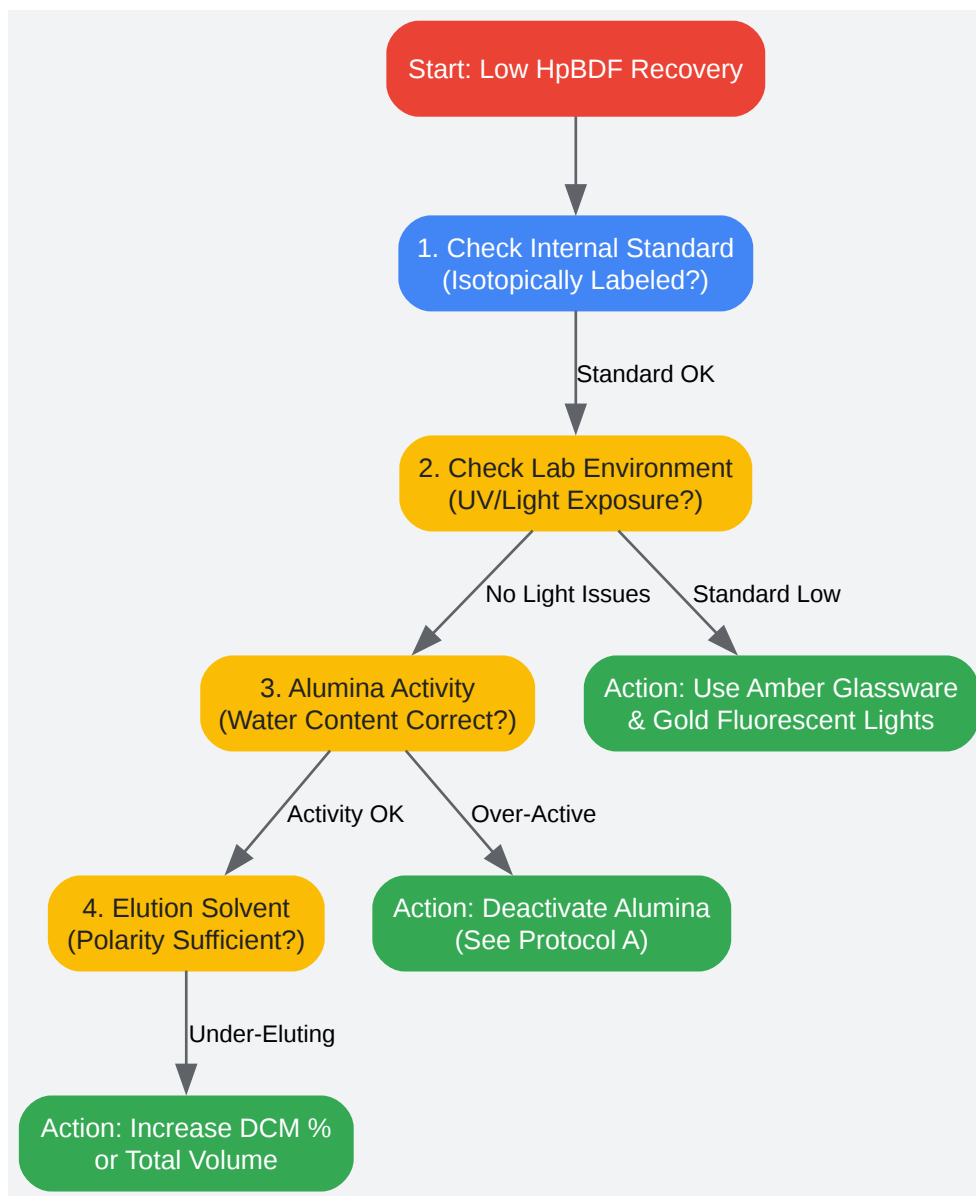 Start: Low HpBDF Recovery
1. Check Internal Standard
(Isotopically Labeled?)
Standard OK
2. Check Lab Environment
(UV/Light Exposure?)
No Light Issues
Standard Low
3. Alumina Activity
(Water Content Correct?)
Action: Use Amber Glassware
& Gold Fluorescent Lights
Activity OK
Over-Active
4. Elution Solvent
(Polarity Sufficient?)
Action: Deactivate Alumina
(See Protocol A)
Under-Eluting
Action: Increase DCM %
or Total Volume